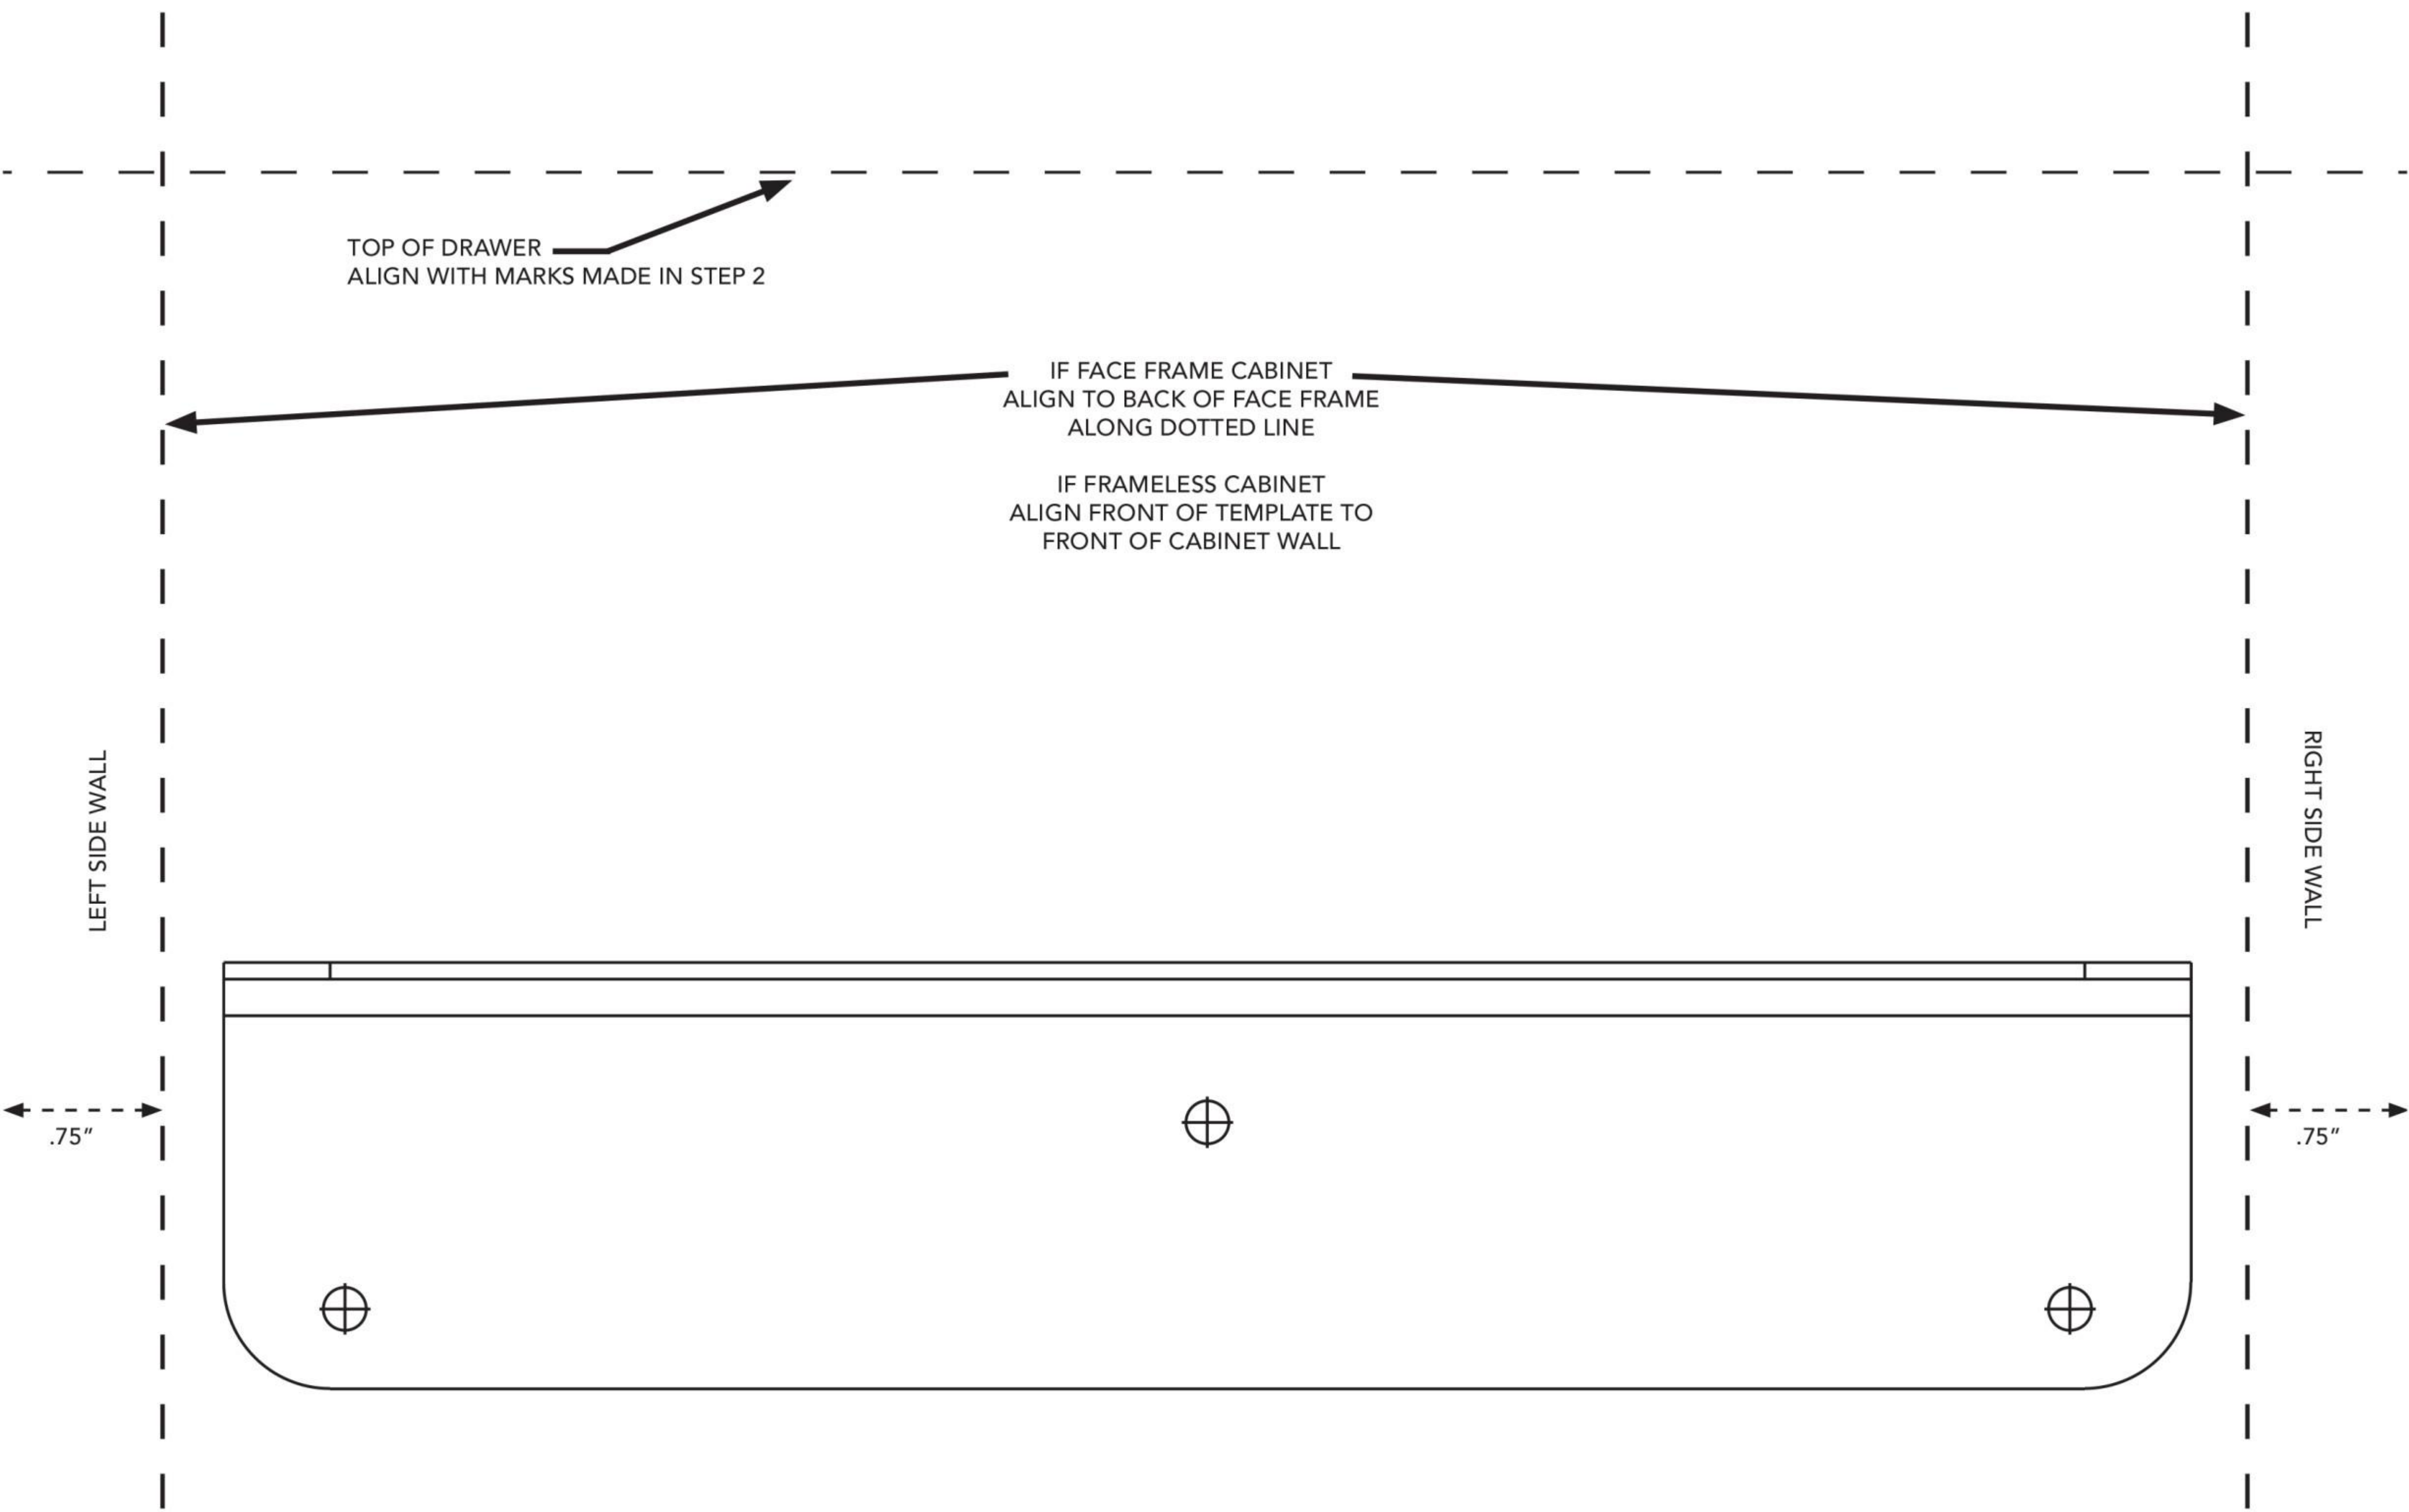 TOP OF DRAWER
ALIGN WITH MARKS MADE IN STEP 2
IF FACE FRAME CABINET
ALIGN TO BACK OF FACE FRAME
ALONG DOTTED LINE
IF FRAMELESS CABINET
ALIGN FRONT OF TEMPLATE TO
FRONT OF CABINET WALL
LEFT SIDE WALL
RIGHT SIDE WALL
.75”
.75”